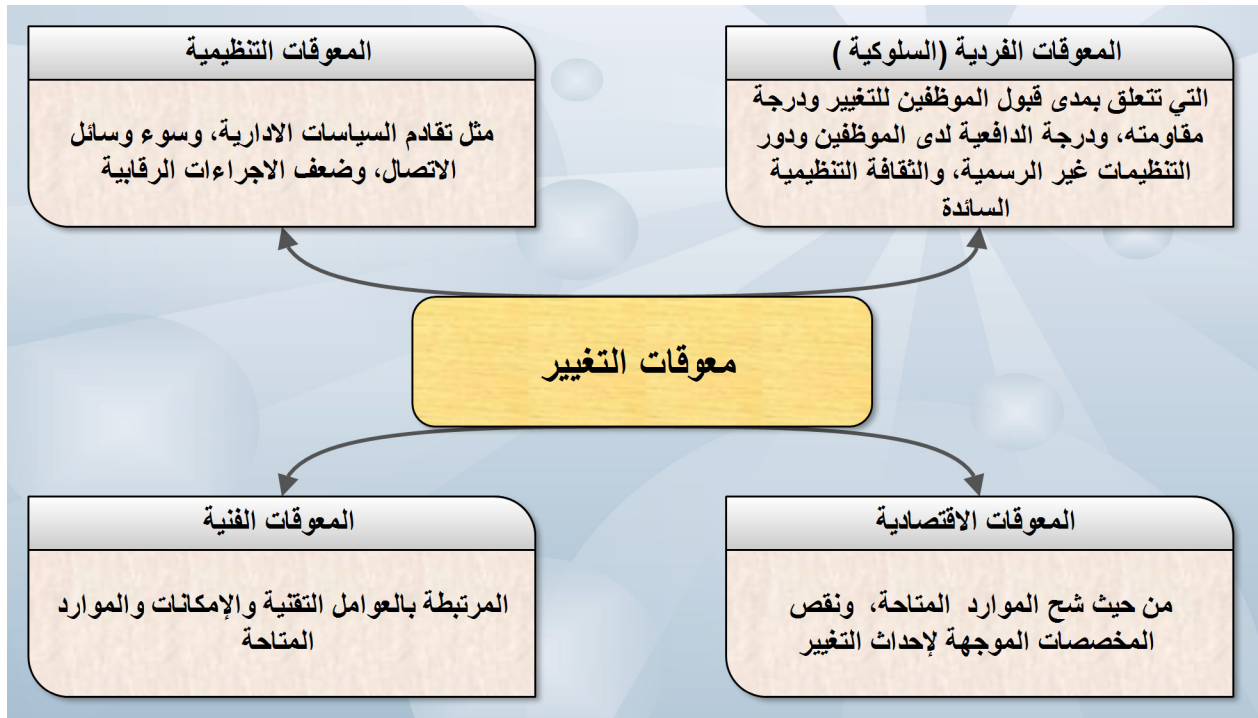 المعوقات الفردية (السلوكية )
التي تتعلق بمدى قبول الموظفين للتغيير ودرجة
مقاومته، ودرجة الدافعية لدى الموظفين ودور
التنظيمات غير الرسمية، والثقافة التنظيمية
السائدة
المعوقات التنظيمية
مثل تقادم السياسات الادارية، وسوء وسائل
الاتصال، وضعف الاجراءات الرقابية
معوقات التغيير
المعوقات الاقتصادية
من حيث شح الموارد المتاحة، ونقص
المخصصات الموجهة لإحداث التغيير
المعوقات الفنية
المرتبطة بالعوامل التقنية والإمكانات والموارد
المتاحة